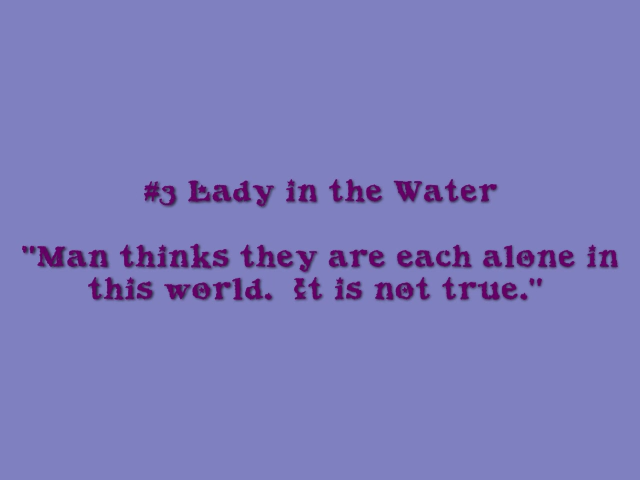 #3 Lady in the Water
"Man thinks they are each alone in
this world.  It is not true."